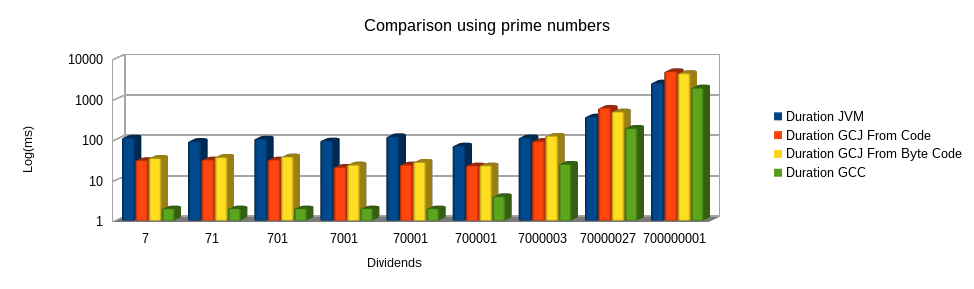 Comparison using prime numbers
10000
1000
100
10
1
Log(ms)
7 71 701 7001 70001 700001 7000003 70000027 700000001
Dividends
Duration JVM
Duration GCJ From Code
Duration GCJ From Byte Code
Duration GCC